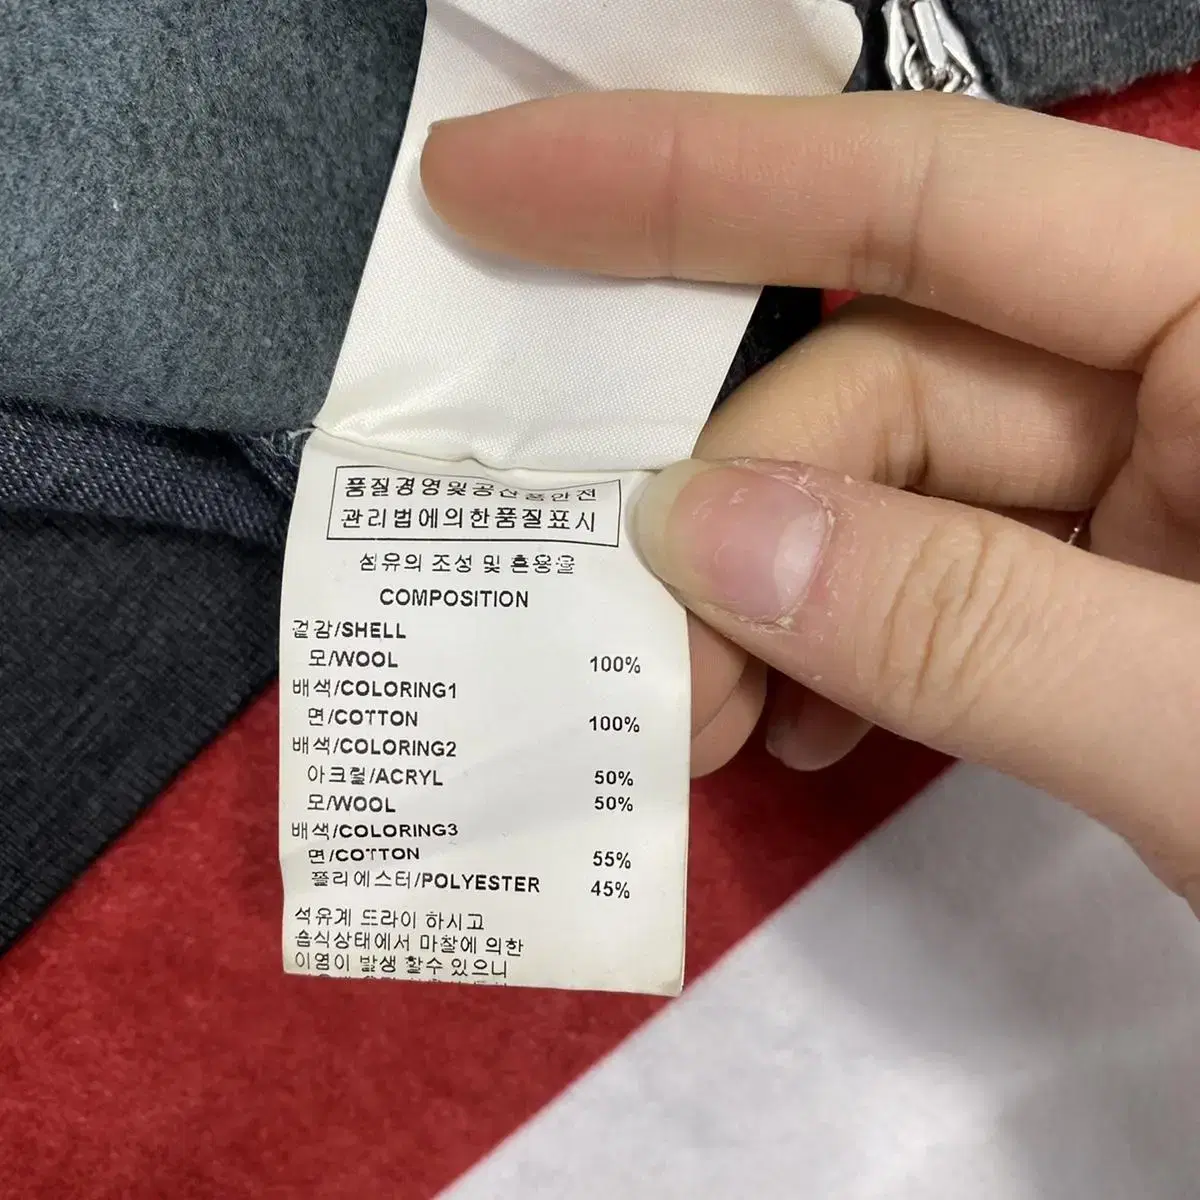 품질경영및공산품안전
관리법에의한품질표시
섬유의 조성 및 혼용율
COMPOSITION
겉감/SHELL
모/WOOL 100%
배색/COLORING1
면/COTTON 100%
배색/COLORING2
아크릴/ACRYL 50%
모/WOOL 50%
배색/COLORING3
면/COTTON 55%
폴리에스터/POLYESTER 45%
석유계 드라이 하시고
습식상태에서 마찰에 의한
이염이 발생 할수 있으니